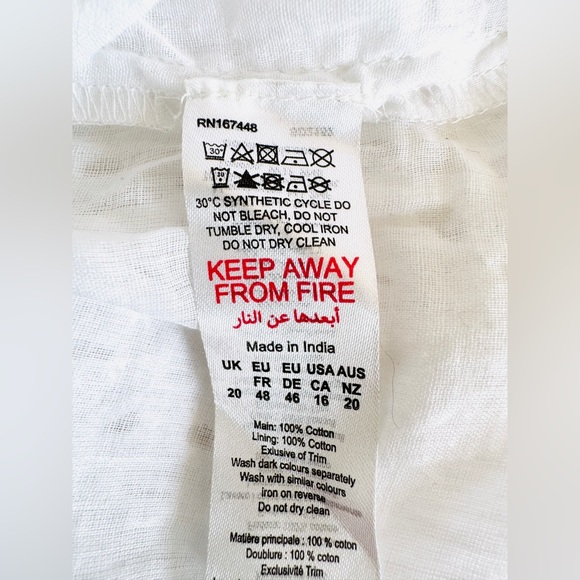 RN167448
30°
30°C SYNTHETIC CYCLE DO
NOT BLEACH, DO NOT
TUMBLE DRY, COOL IRON
DO NOT DRY CLEAN
KEEP AWAY
FROM FIRE
أبعدها عن النار
Made in India
UK EU EU USA AUS
FR DE CA NZ
20 48 46 16 20
Main: 100% Cotton
Lining: 100% Cotton
Exlusive of Trim
Wash dark colours separately
Wash with similar colours
iron on reverse
Do not dry clean
Matière principale : 100 % coton
Doublure : 100 % coton
Exclusivité Trim